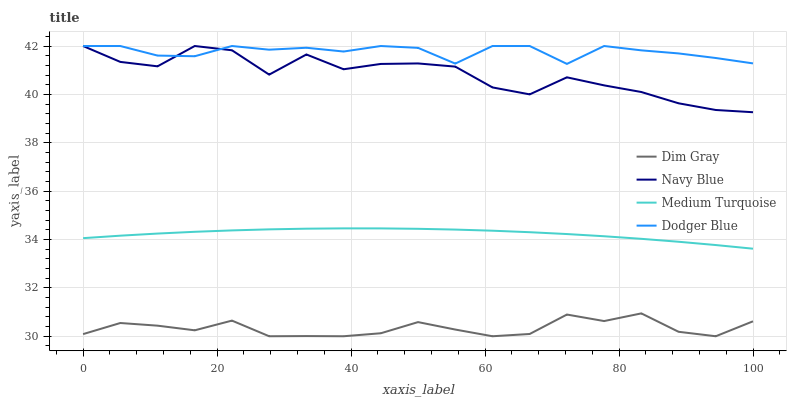 title
yaxis_label
42
40
38
36
34
32
30
Dim Gray
Navy Blue
Medium Turquoise
Dodger Blue
0
20
40
60
80
100
xaxis_label